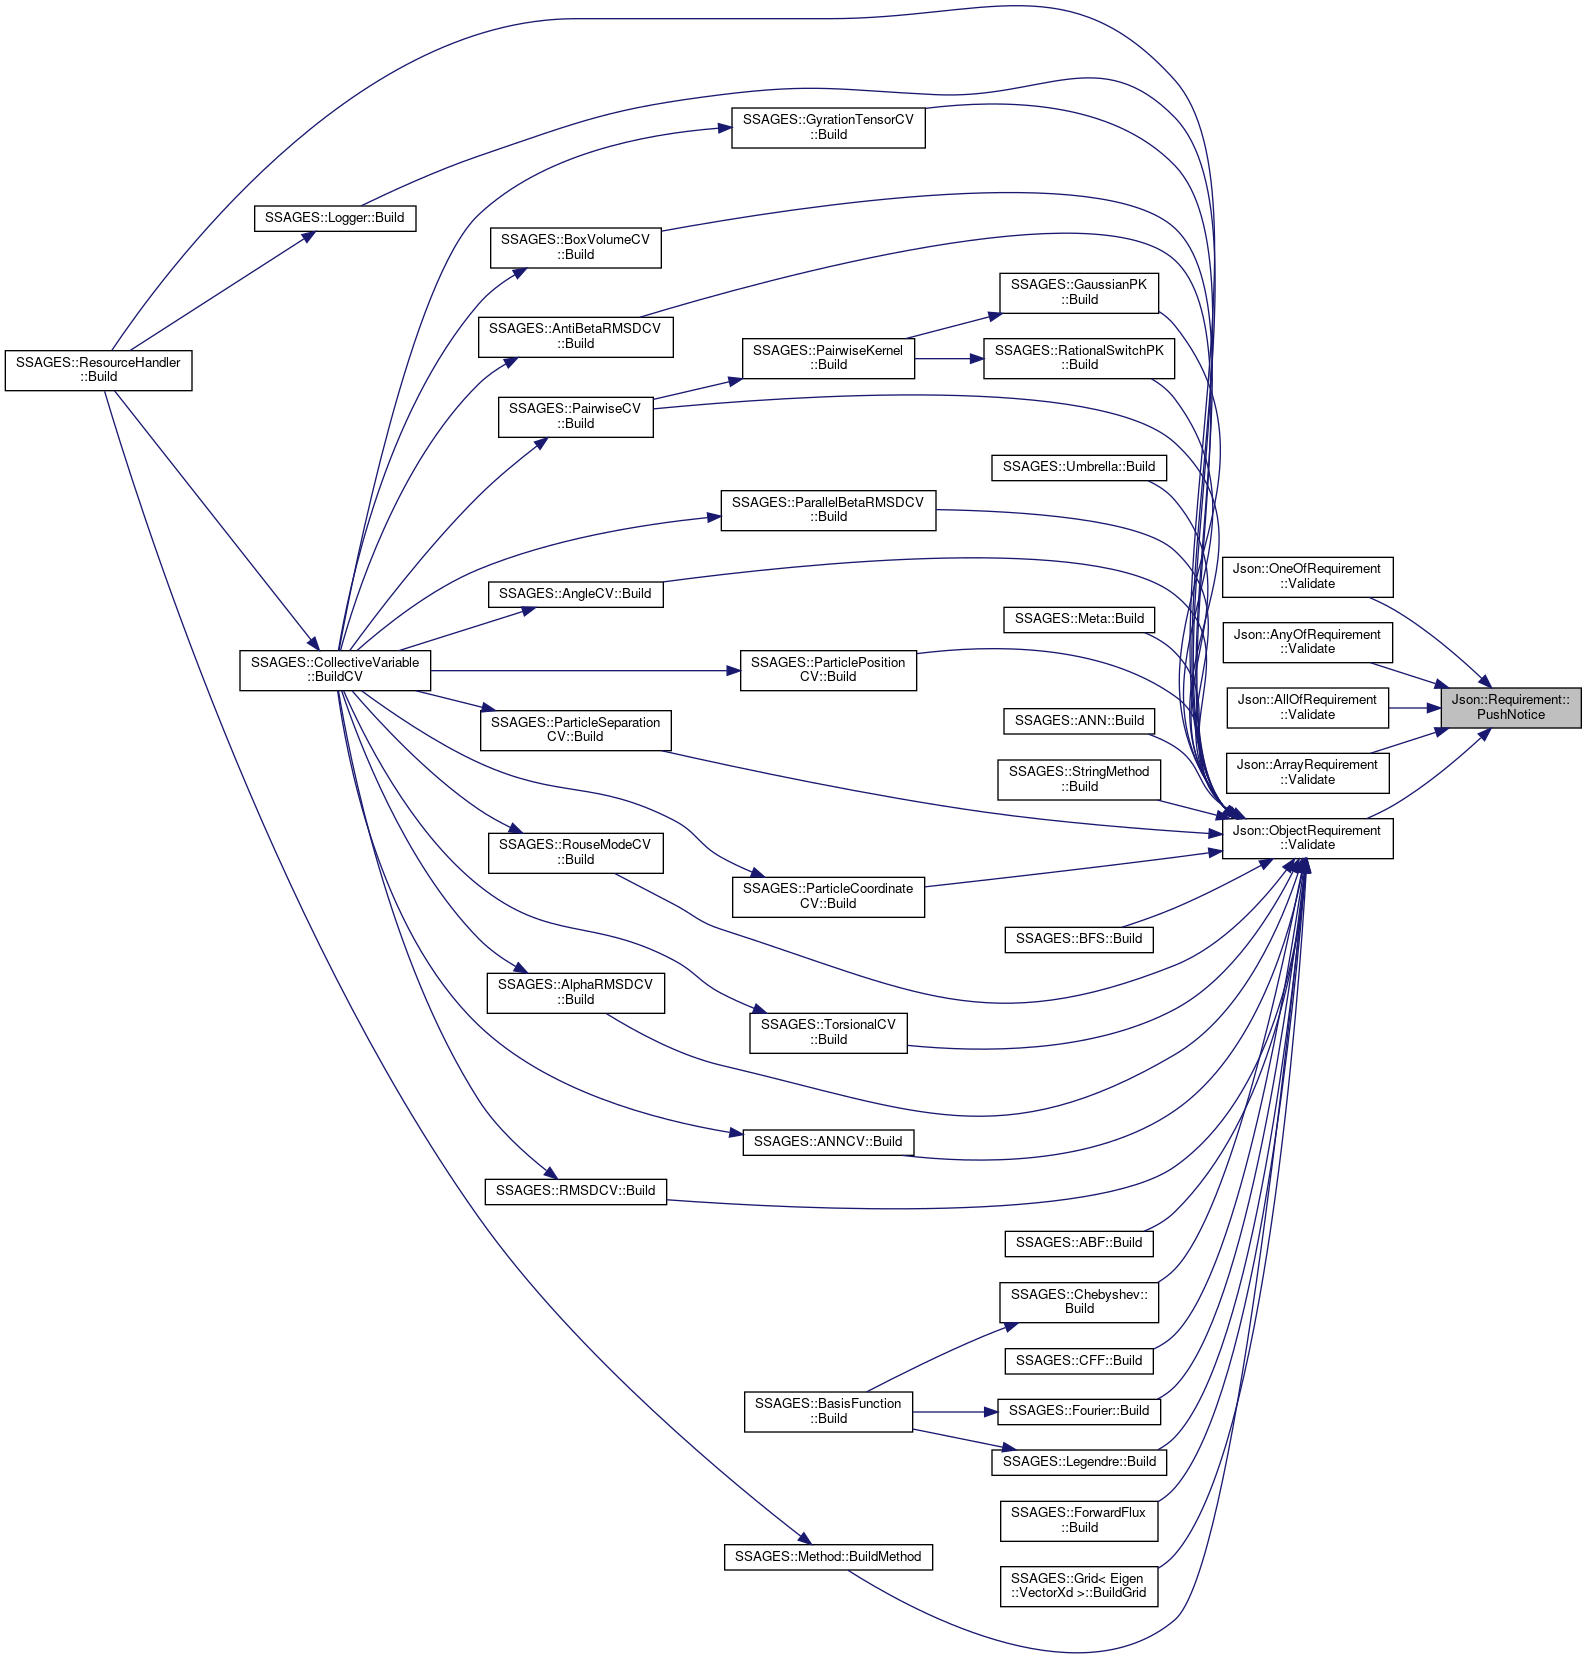 SSAGES::GyrationTensorCV
::Build
SSAGES::Logger::Build
SSAGES::BoxVolumeCV
::Build
SSAGES::GaussianPK
::Build
SSAGES::AntiBetaRMSDCV
::Build
SSAGES::PairwiseKernel
::Build
SSAGES::RationalSwitchPK
::Build
SSAGES::ResourceHandler
::Build
SSAGES::PairwiseCV
::Build
SSAGES::Umbrella::Build
SSAGES::ParallelBetaRMSDCV
::Build
Json::OneOfRequirement
::Validate
SSAGES::AngleCV::Build
SSAGES::Meta::Build
Json::AnyOfRequirement
::Validate
SSAGES::CollectiveVariable
::BuildCV
SSAGES::ParticlePosition
CV::Build
Json::AllOfRequirement
::Validate
Json::Requirement::
PushNotice
SSAGES::ParticleSeparation
CV::Build
SSAGES::ANN::Build
Json::ArrayRequirement
::Validate
SSAGES::StringMethod
::Build
Json::ObjectRequirement
::Validate
SSAGES::RouseModeCV
::Build
SSAGES::ParticleCoordinate
CV::Build
SSAGES::BFS::Build
SSAGES::AlphaRMSDCV
::Build
SSAGES::TorsionalCV
::Build
SSAGES::ANNCV::Build
SSAGES::RMSDCV::Build
SSAGES::ABF::Build
SSAGES::Chebyshev::
Build
SSAGES::CFF::Build
SSAGES::BasisFunction
::Build
SSAGES::Fourier::Build
SSAGES::Legendre::Build
SSAGES::ForwardFlux
::Build
SSAGES::Method::BuildMethod
SSAGES::Grid< Eigen
::VectorXd >::BuildGrid